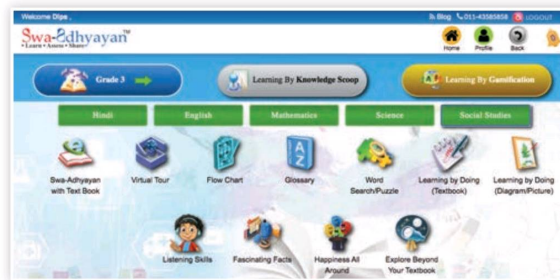 Welcome Dipa ,
Blog 011-43585858 LOGOUT
Swa-Adhyayan™
• Learn • Assess • Share
Home Profile Back
Grade 3
Learning By Knowledge Scoop
Learning By Gamification
Hindi English Mathematics Science Social Studies
Swa-Adhyayan with Text Book
Virtual Tour
Flow Chart
A Z
Glossary
Word Search/Puzzle
Learning by Doing (Textbook)
Learning by Doing (Diagram/Picture)
Listening Skills
Fascinating Facts
Happiness All Around
Explore Beyond Your Textbook